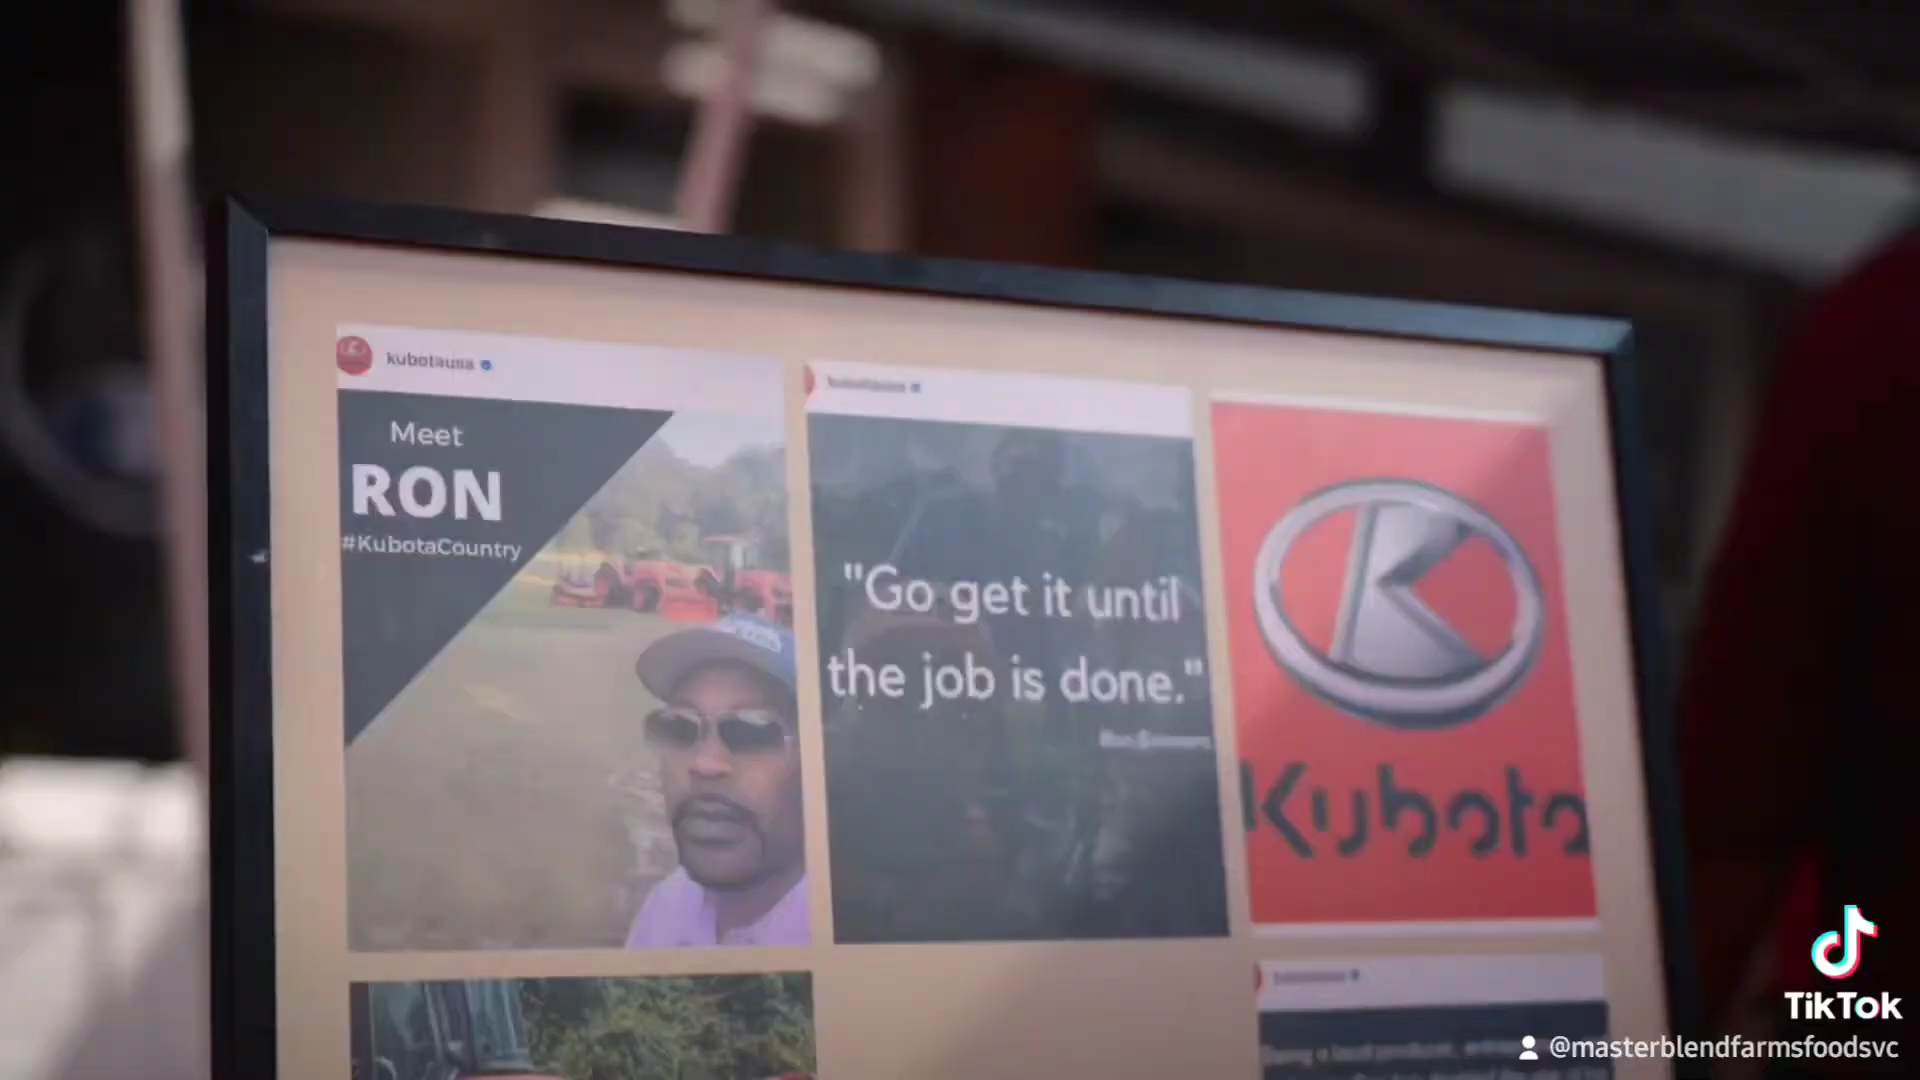 kubotausa
Meet
RON
#KubotaCountry
"Go get it until
the job is done."
Kubota
TikTok
@masterblendfarmsfoodsvc